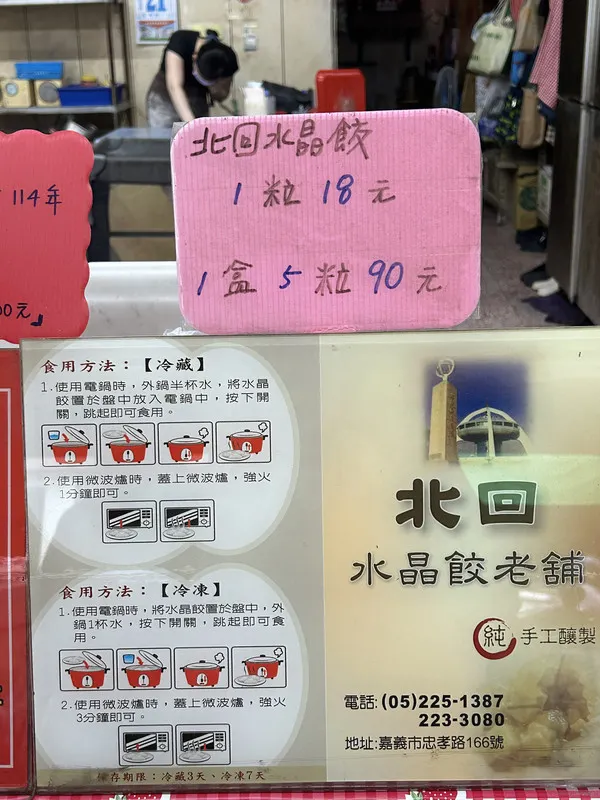 21
114年
00元」
北回水晶餃
1 粒 18 元
1 盒 5 粒 90 元
食用方法：【冷藏】
1.使用電鍋時，外鍋半杯水，將水晶
餃置於盤中放入電鍋中，按下開
關，跳起即可食用。
2.使用微波爐時，蓋上微波爐，強火
1分鐘即可。
食用方法：【冷凍】
1.使用電鍋時，將水晶餃置於盤中，外
鍋1杯水，按下開關，跳起即可食
用。
2.使用微波爐時，蓋上微波爐，強火
3分鐘即可。
保存期限：冷藏3天、冷凍7天
北回
水晶餃老舖
純 手工釀製
電話:(05)225-1387
223-3080
地址:嘉義市忠孝路166號